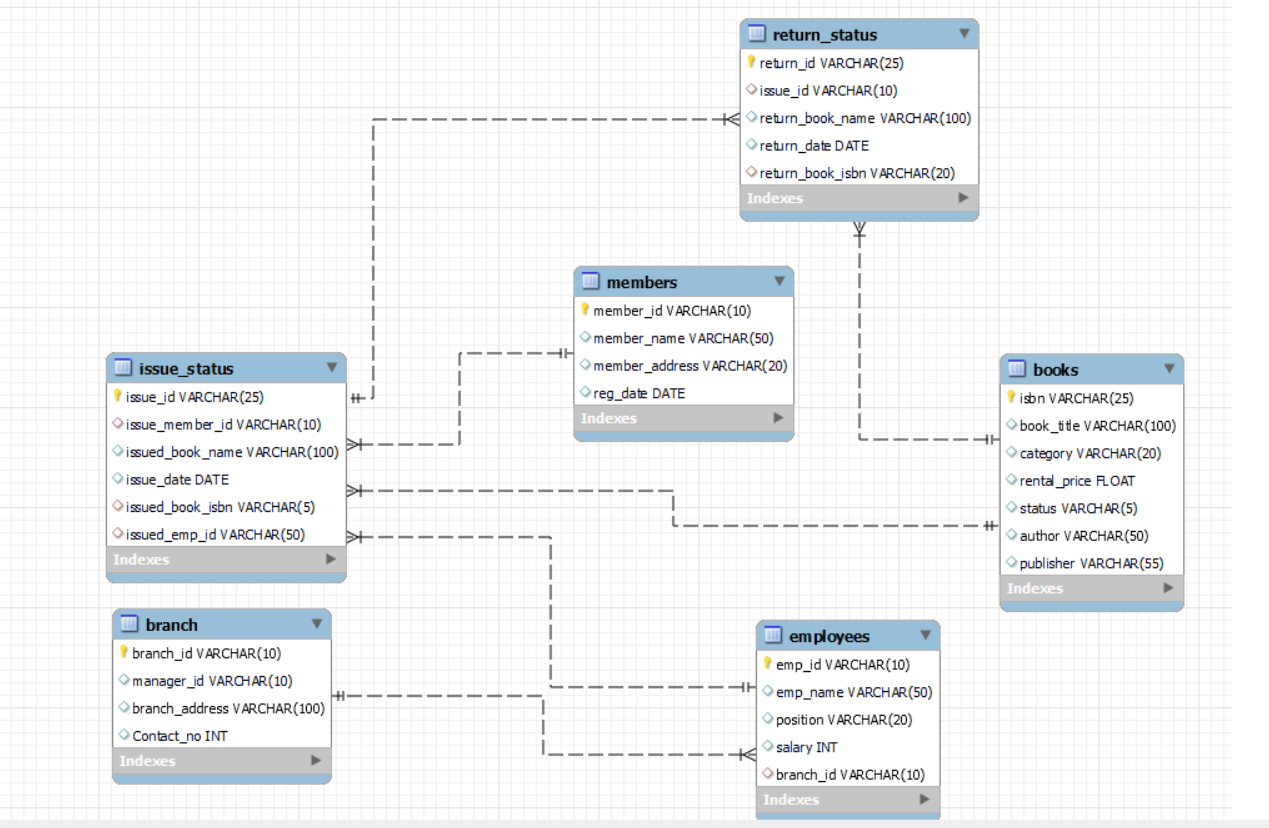 return_status
return_id VARCHAR(25)
issue_id VARCHAR(10)
return_book_name VARCHAR(100)
return_date DATE
return_book_isbn VARCHAR(20)
Indexes
members
member_id VARCHAR(10)
member_name VARCHAR(50)
member_address VARCHAR(20)
reg_date DATE
Indexes
issue_status
issue_id VARCHAR(25)
issue_member_id VARCHAR(10)
issued_book_name VARCHAR(100)
issue_date DATE
issued_book_isbn VARCHAR(5)
issued_emp_id VARCHAR(50)
Indexes
books
isbn VARCHAR(25)
book_title VARCHAR(100)
category VARCHAR(20)
rental_price FLOAT
status VARCHAR(5)
author VARCHAR(50)
publisher VARCHAR(55)
Indexes
branch
branch_id VARCHAR(10)
manager_id VARCHAR(10)
branch_address VARCHAR(100)
Contact_no INT
Indexes
employees
emp_id VARCHAR(10)
emp_name VARCHAR(50)
position VARCHAR(20)
salary INT
branch_id VARCHAR(10)
Indexes